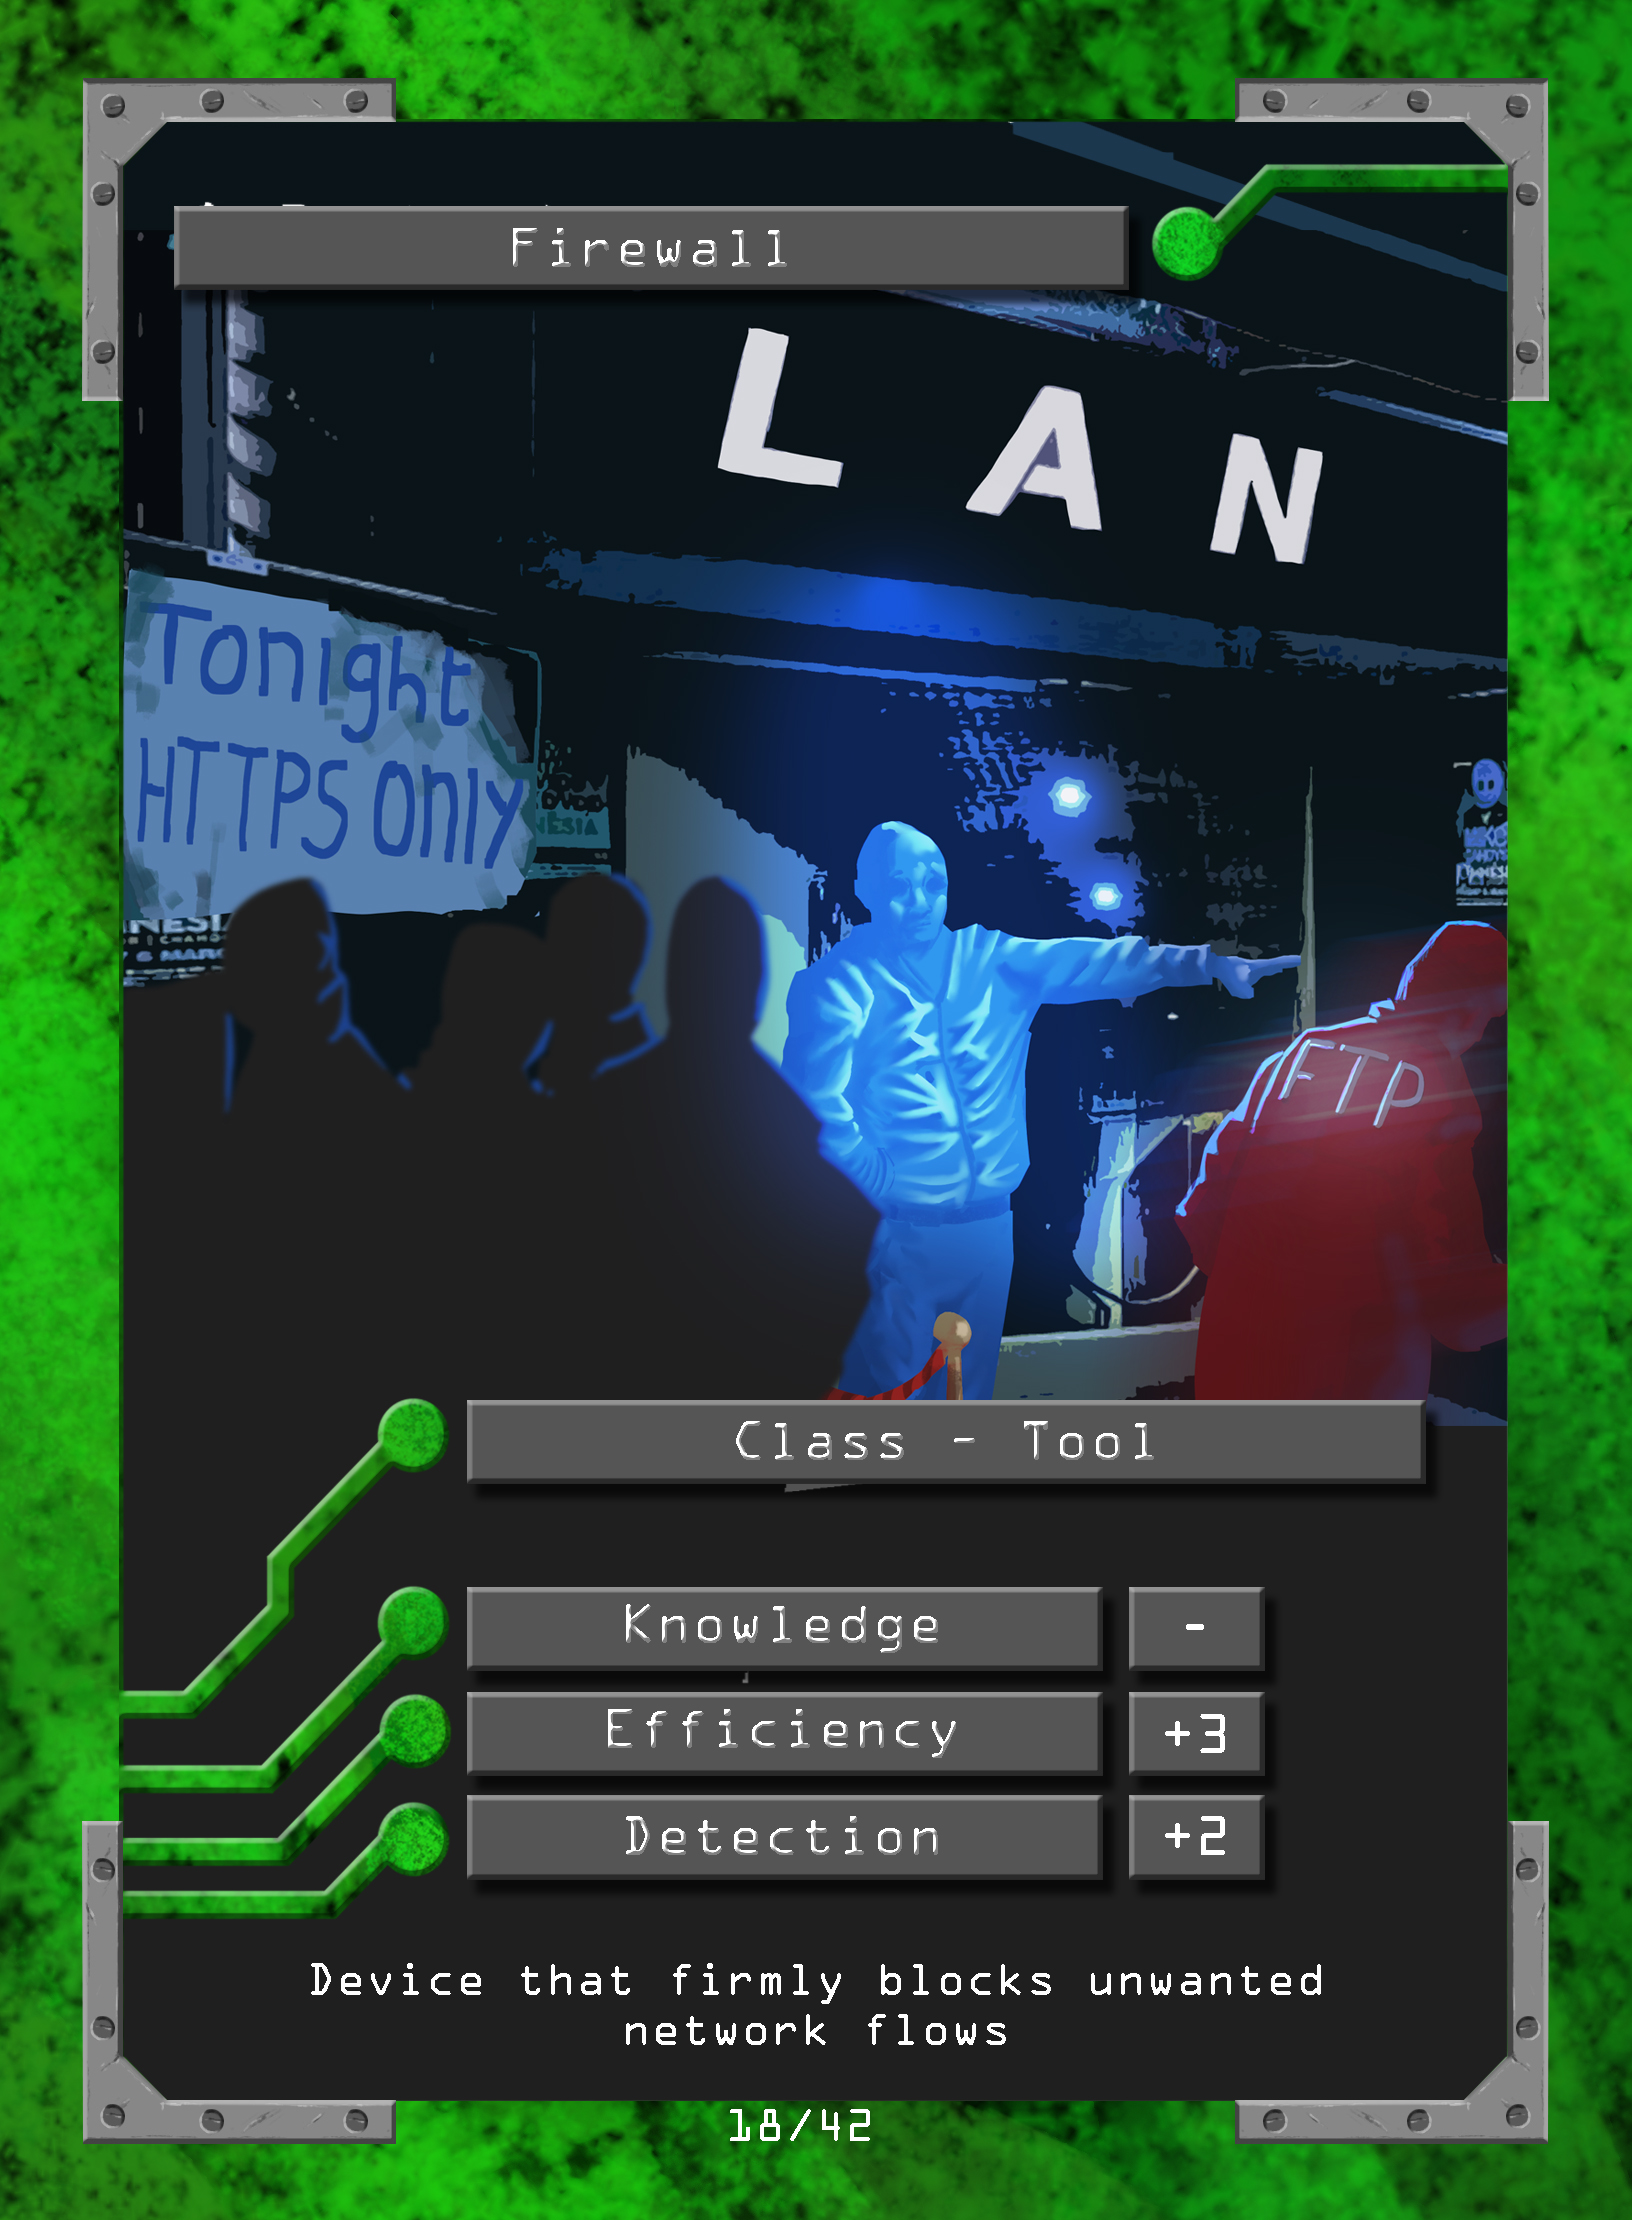 Firewall
LAN
Tonight
HTTPS Only
NESIA
FTP
Class - Tool
Knowledge -
Efficiency +3
Detection +2
Device that firmly blocks unwanted
network flows
18/42